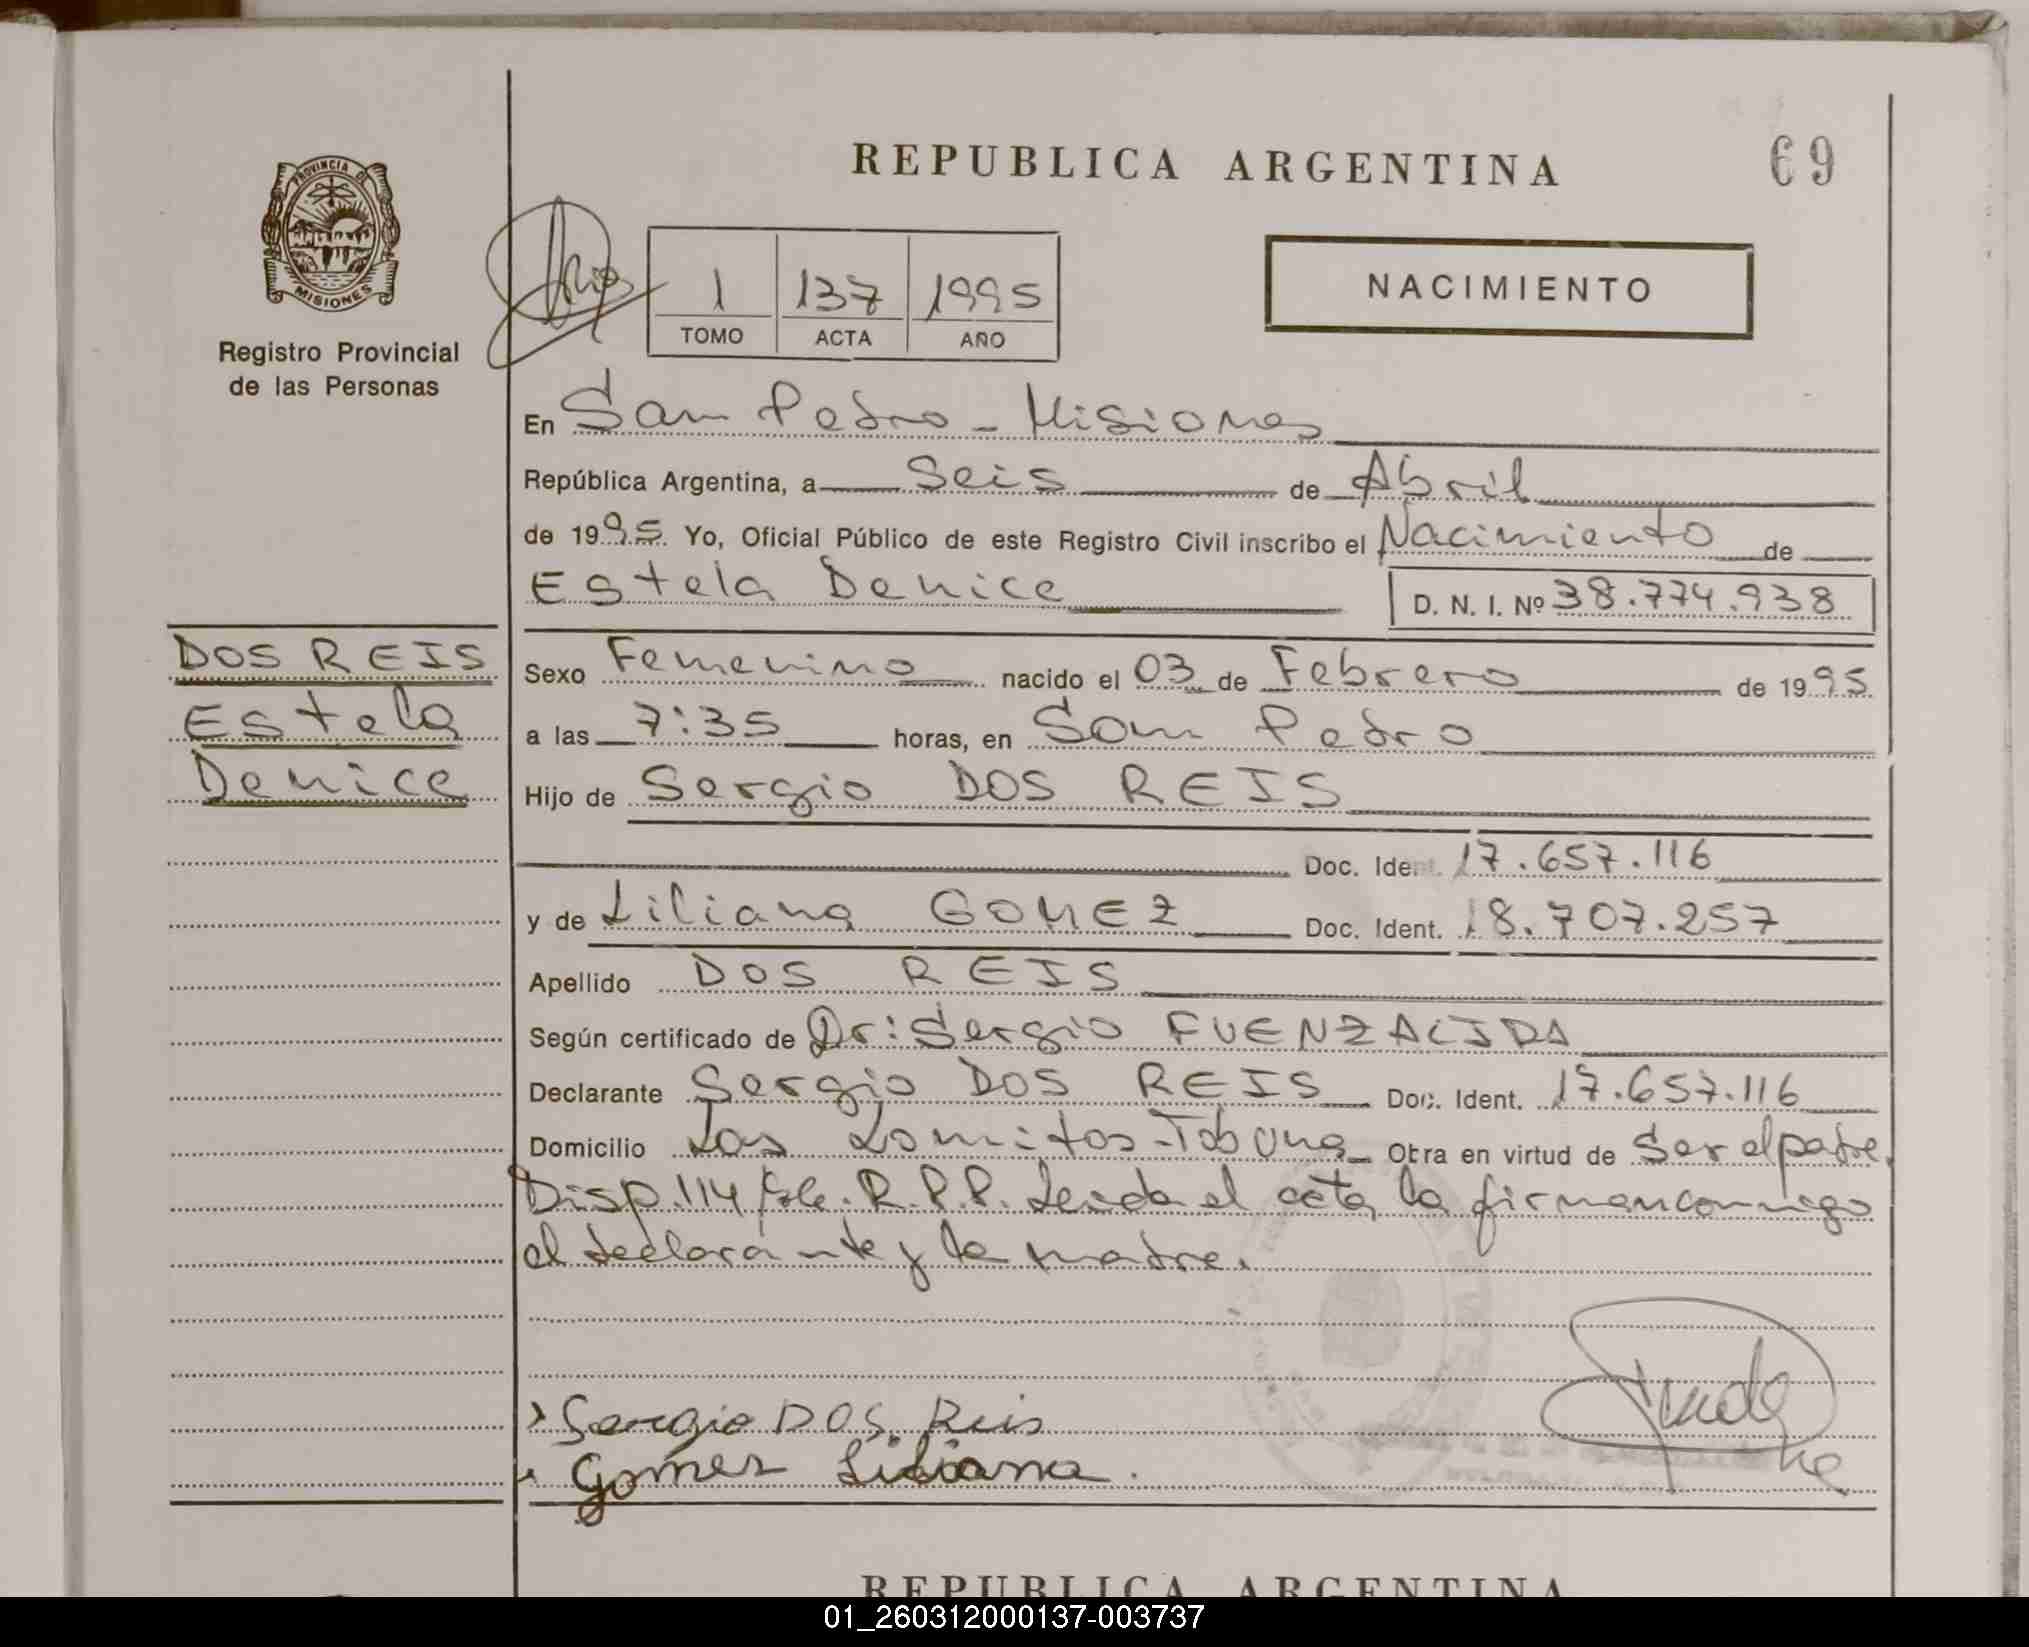 REPUBLICA ARGENTINA
69
PROVINCIA DE
MISIONES
Registro Provincial
de las Personas
1 137 1995
TOMO ACTA AÑO
NACIMIENTO
En San Pedro - Misiones
República Argentina, a Seis de Abril
de 1995. Yo, Oficial Público de este Registro Civil inscribo el Nacimiento de
Estela Denice D. N. I. Nº 38.774.938
DOS REIS
Estela
Denice
Sexo Femenino nacido el 03 de Febrero de 1995
a las 7:35 horas, en San Pedro
Hijo de Sergio DOS REIS
Doc. Ident. 17.657.116
y de Liliana GOMEZ Doc. Ident. 18.707.257
Apellido DOS REIS
Según certificado de Dr: Sergio FUENZALIDA
Declarante Sergio DOS REIS Doc. Ident. 17.657.116
Domicilio Las Lomitas-Tobuna Obra en virtud de Ser el padre.
Disp. 114 R.P.P. Leida el acta, la firman conmigo
el declarante y la madre.
Sergio DOS Reis
Gomez Liliana.
REPUBLICA ARGENTINA
01_260312000137-003737